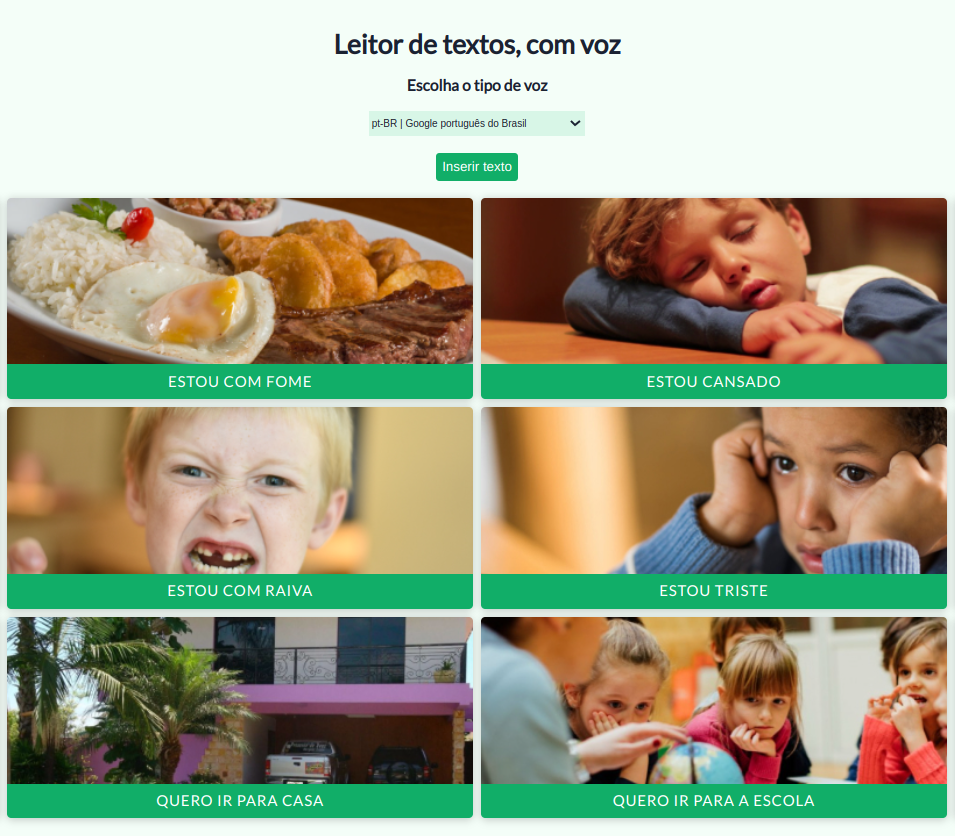 Leitor de textos, com voz
Escolha o tipo de voz
pt-BR | Google português do Brasil
Inserir texto
ESTOU COM FOME
ESTOU CANSADO
ESTOU COM RAIVA
ESTOU TRISTE
QUERO IR PARA CASA
QUERO IR PARA A ESCOLA